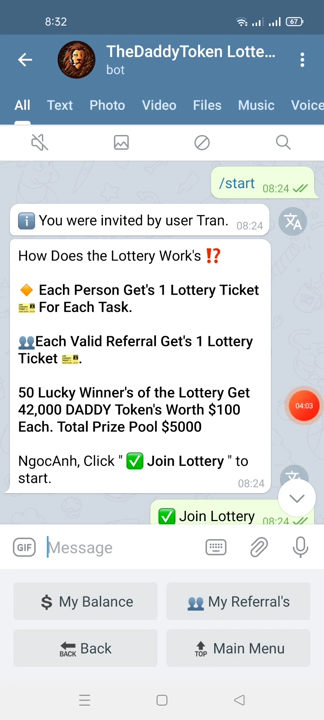 8:32
67
TheDaddyToken Lotte...
bot
All Text Photo Video Files Music Voice
/start 08:24
You were invited by user Tran. 08:24
How Does the Lottery Work's ⁉️
🔸 Each Person Get's 1 Lottery Ticket
🎫 For Each Task.
👥Each Valid Referral Get's 1 Lottery
Ticket 🎫.
50 Lucky Winner's of the Lottery Get
42,000 DADDY Token's Worth $100
Each. Total Prize Pool $5000
NgocAnh, Click " ✅ Join Lottery " to
start. 08:24
04:03
✅ Join Lottery 08:24
GIF Message
$ My Balance
👥 My Referral's
BACK Back
TOP Main Menu